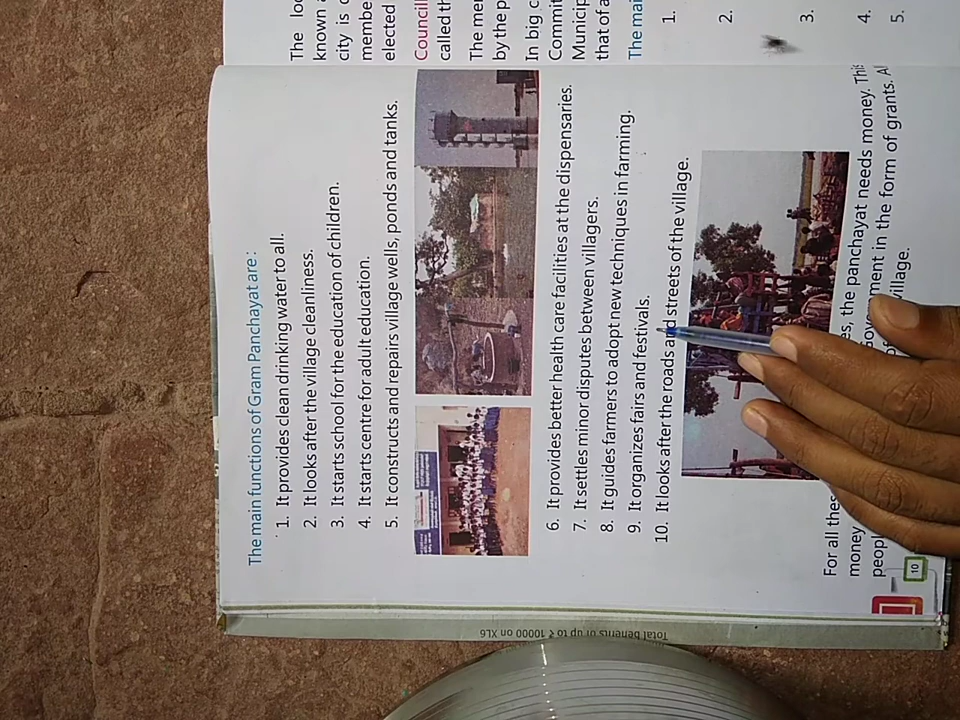 The main functions of Gram Panchayat are :
1. It provides clean drinking water to all.
2. It looks after the village cleanliness.
3. It starts school for the education of children.
4. It starts centre for adult education.
5. It constructs and repairs village wells, ponds and tanks.
6. It provides better health care facilities at the dispensaries.
7. It settles minor disputes between villagers.
8. It guides farmers to adopt new techniques in farming.
9. It organizes fairs and festivals.
10. It looks after the roads and streets of the village.
For all thes es, the panchayat needs money. This
money ment in the form of grants.
peopl of village.
10
The
known
city is
membe
elected
Councill
called th
The mer
by the p
In big c
Commit
Municip
that of a
The mai
1.
2.
3.
4.
5.
Total benefits of up to ₹ 10000 on XL6